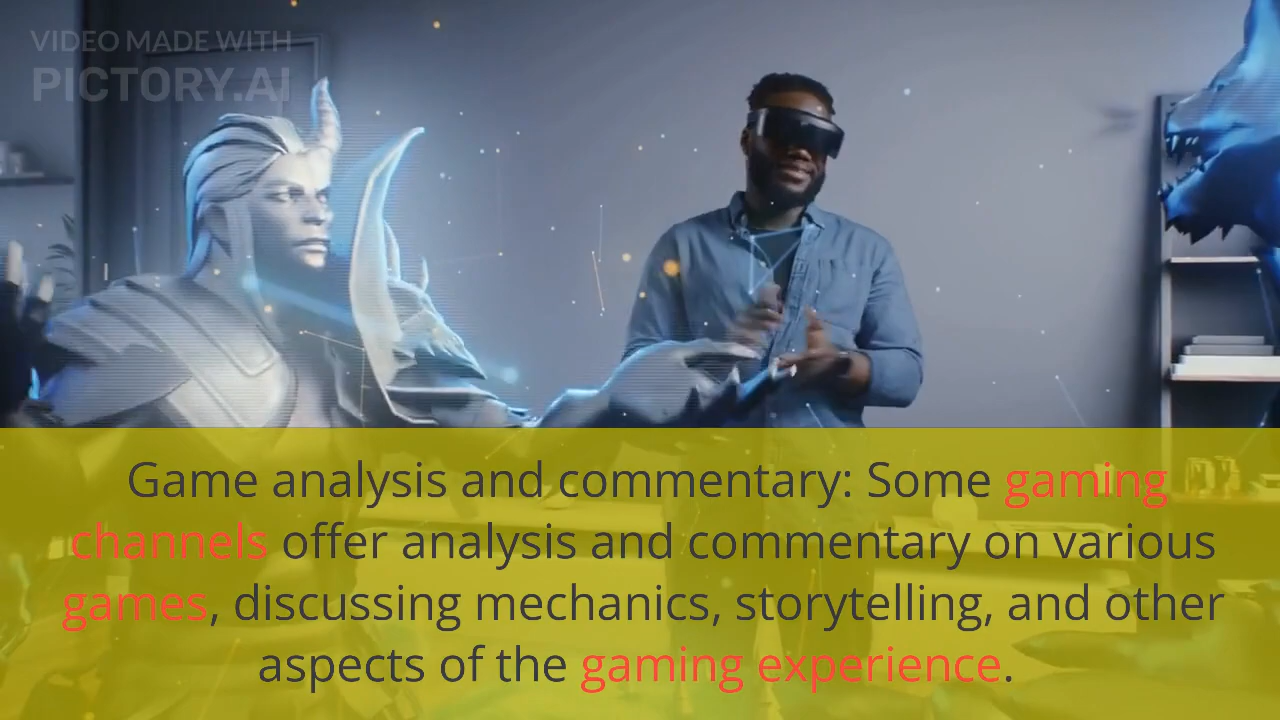 VIDEO MADE WITH
PICTORY.AI
Game analysis and commentary: Some gaming
channels offer analysis and commentary on various
games, discussing mechanics, storytelling, and other
aspects of the gaming experience.